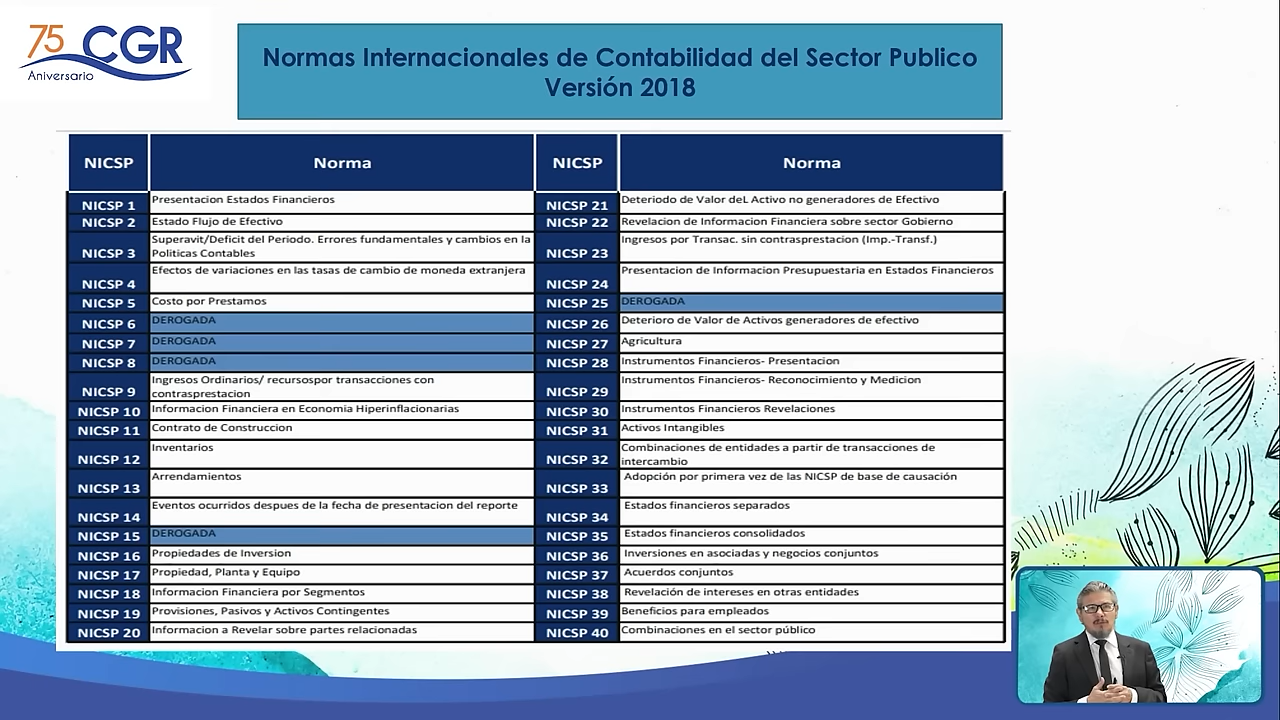 75 CGR
Aniversario
Normas Internacionales de Contabilidad del Sector Publico
Versión 2018
NICSP Norma NICSP Norma
NICSP 1 Presentacion Estados Financieros NICSP 21 Deteriodo de Valor deL Activo no generadores de Efectivo
NICSP 2 Estado Flujo de Efectivo NICSP 22 Revelacion de Informacion Financiera sobre sector Gobierno
NICSP 3 Superavit/Deficit del Periodo. Errores fundamentales y cambios en la
Politicas Contables
NICSP 23 Ingresos por Transac. sin contrasprestacion (Imp.-Transf.)
NICSP 4 Efectos de variaciones en las tasas de cambio de moneda extranjera NICSP 24 Presentacion de Informacion Presupuestaria en Estados Financieros
NICSP 5 Costo por Prestamos NICSP 25 DEROGADA
NICSP 6 DEROGADA NICSP 26 Deterioro de Valor de Activos generadores de efectivo
NICSP 7 DEROGADA NICSP 27 Agricultura
NICSP 8 DEROGADA NICSP 28 Instrumentos Financieros- Presentacion
NICSP 9 Ingresos Ordinarios/ recursospor transacciones con
contrasprestacion
NICSP 29 Instrumentos Financieros- Reconocimiento y Medicion
NICSP 10 Informacion Financiera en Economia Hiperinflacionarias NICSP 30 Instrumentos Financieros Revelaciones
NICSP 11 Contrato de Construccion NICSP 31 Activos Intangibles
NICSP 12 Inventarios NICSP 32 Combinaciones de entidades a partir de transacciones de
intercambio
NICSP 13 Arrendamientos NICSP 33 Adopción por primera vez de las NICSP de base de causación
NICSP 14 Eventos ocurridos despues de la fecha de presentacion del reporte NICSP 34 Estados financieros separados
NICSP 15 DEROGADA NICSP 35 Estados financieros consolidados
NICSP 16 Propiedades de Inversion NICSP 36 Inversiones en asociadas y negocios conjuntos
NICSP 17 Propiedad, Planta y Equipo NICSP 37 Acuerdos conjuntos
NICSP 18 Informacion Financiera por Segmentos NICSP 38 Revelación de intereses en otras entidades
NICSP 19 Provisiones, Pasivos y Activos Contingentes NICSP 39 Beneficios para empleados
NICSP 20 Informacion a Revelar sobre partes relacionadas NICSP 40 Combinaciones en el sector público